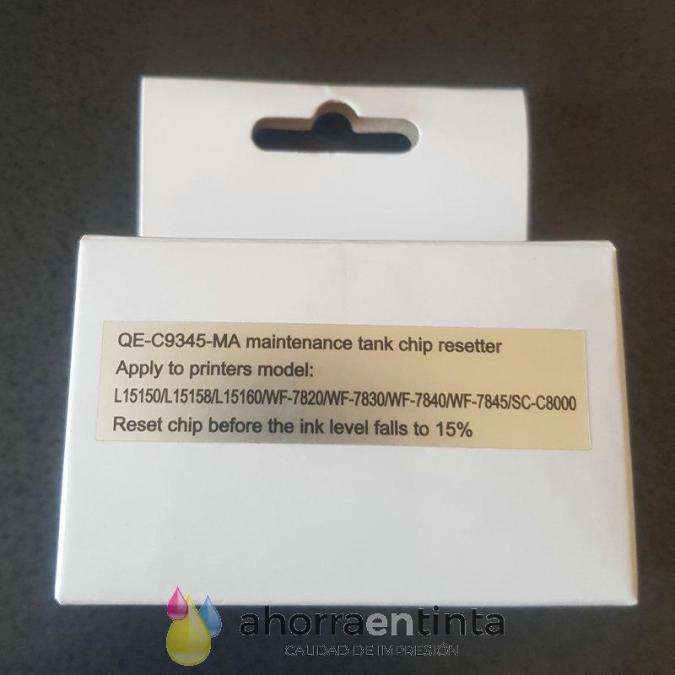 QE-C9345-MA maintenance tank chip resetter
Apply to printers model:
L15150/L15158/L15160/WF-7820/WF-7830/WF-7840/WF-7845/SC-C8000
Reset chip before the ink level falls to 15%
ahorraentinta
CALIDAD DE IMPRESIÓN